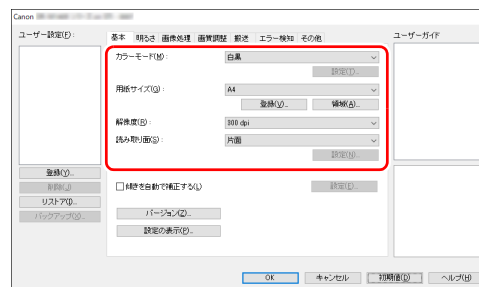 Canon
ユーザー設定(F):
基本 明るさ 画像処理 画質調整 搬送 エラー検知 その他
ユーザーガイド
カラーモード(M):
白黒
設定(T)..
用紙サイズ(G):
A4
登録(V)..
領域(A)..
解像度(R):
300 dpi
読み取り面(S):
片面
設定(N)..
登録(Y)..
削除(J)
リストア(I)..
バックアップ(X)..
傾きを自動で補正する(L)
設定(E)..
バージョン(Z)..
設定の表示(P)..
OK
キャンセル
初期値(D)
ヘルプ(H)